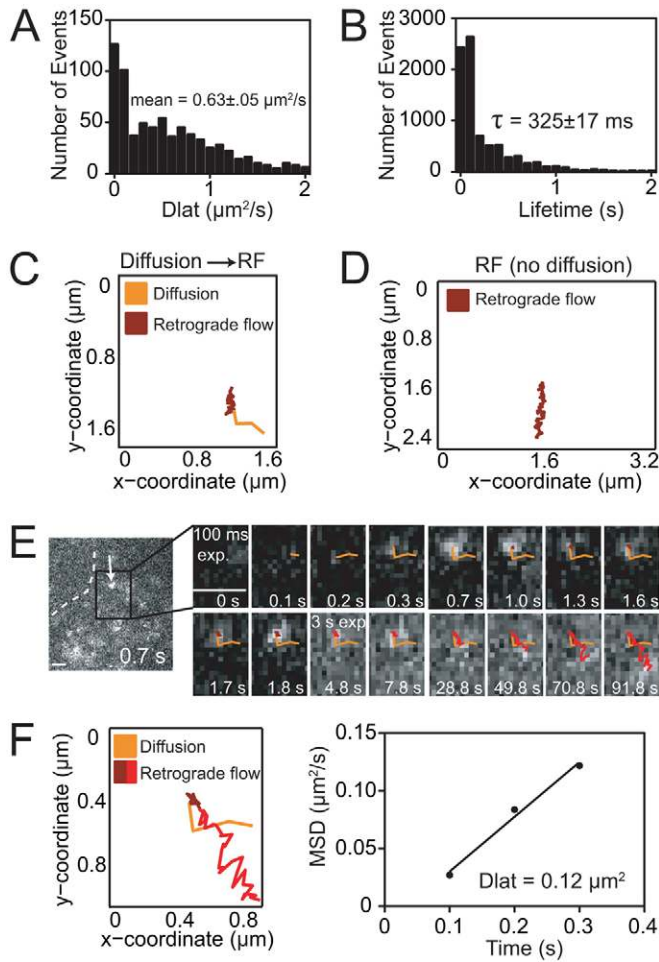 A
Number of Events
150
100
50
0
mean = 0.63±.05 µm²/s
0
1
2
Dlat (µm²/s)
B
Number of Events
3000
2000
1000
0
τ = 325±17 ms
0
1
2
Lifetime (s)
C
Diffusion → RF
y−coordinate (µm)
0
0.8
1.6
Diffusion
Retrograde flow
0
0.8
1.6
x−coordinate (µm)
D
RF (no diffusion)
y−coordinate (µm)
0
0.8
1.6
2.4
Retrograde flow
0
1.6
3.2
x−coordinate (µm)
E
0.7 s
100 ms
exp.
0 s
0.1 s
0.2 s
0.3 s
0.7 s
1.0 s
1.3 s
1.6 s
3 s exp
1.7 s
1.8 s
4.8 s
7.8 s
28.8 s
49.8 s
70.8 s
91.8 s
F
y−coordinate (µm)
0
0.4
0.8
Diffusion
Retrograde flow
0
0.4
0.8
x−coordinate (µm)
MSD (µm²/s)
0.15
0.10
0.05
0
Dlat = 0.12 µm²
0
0.1
0.2
0.3
0.4
Time (s)